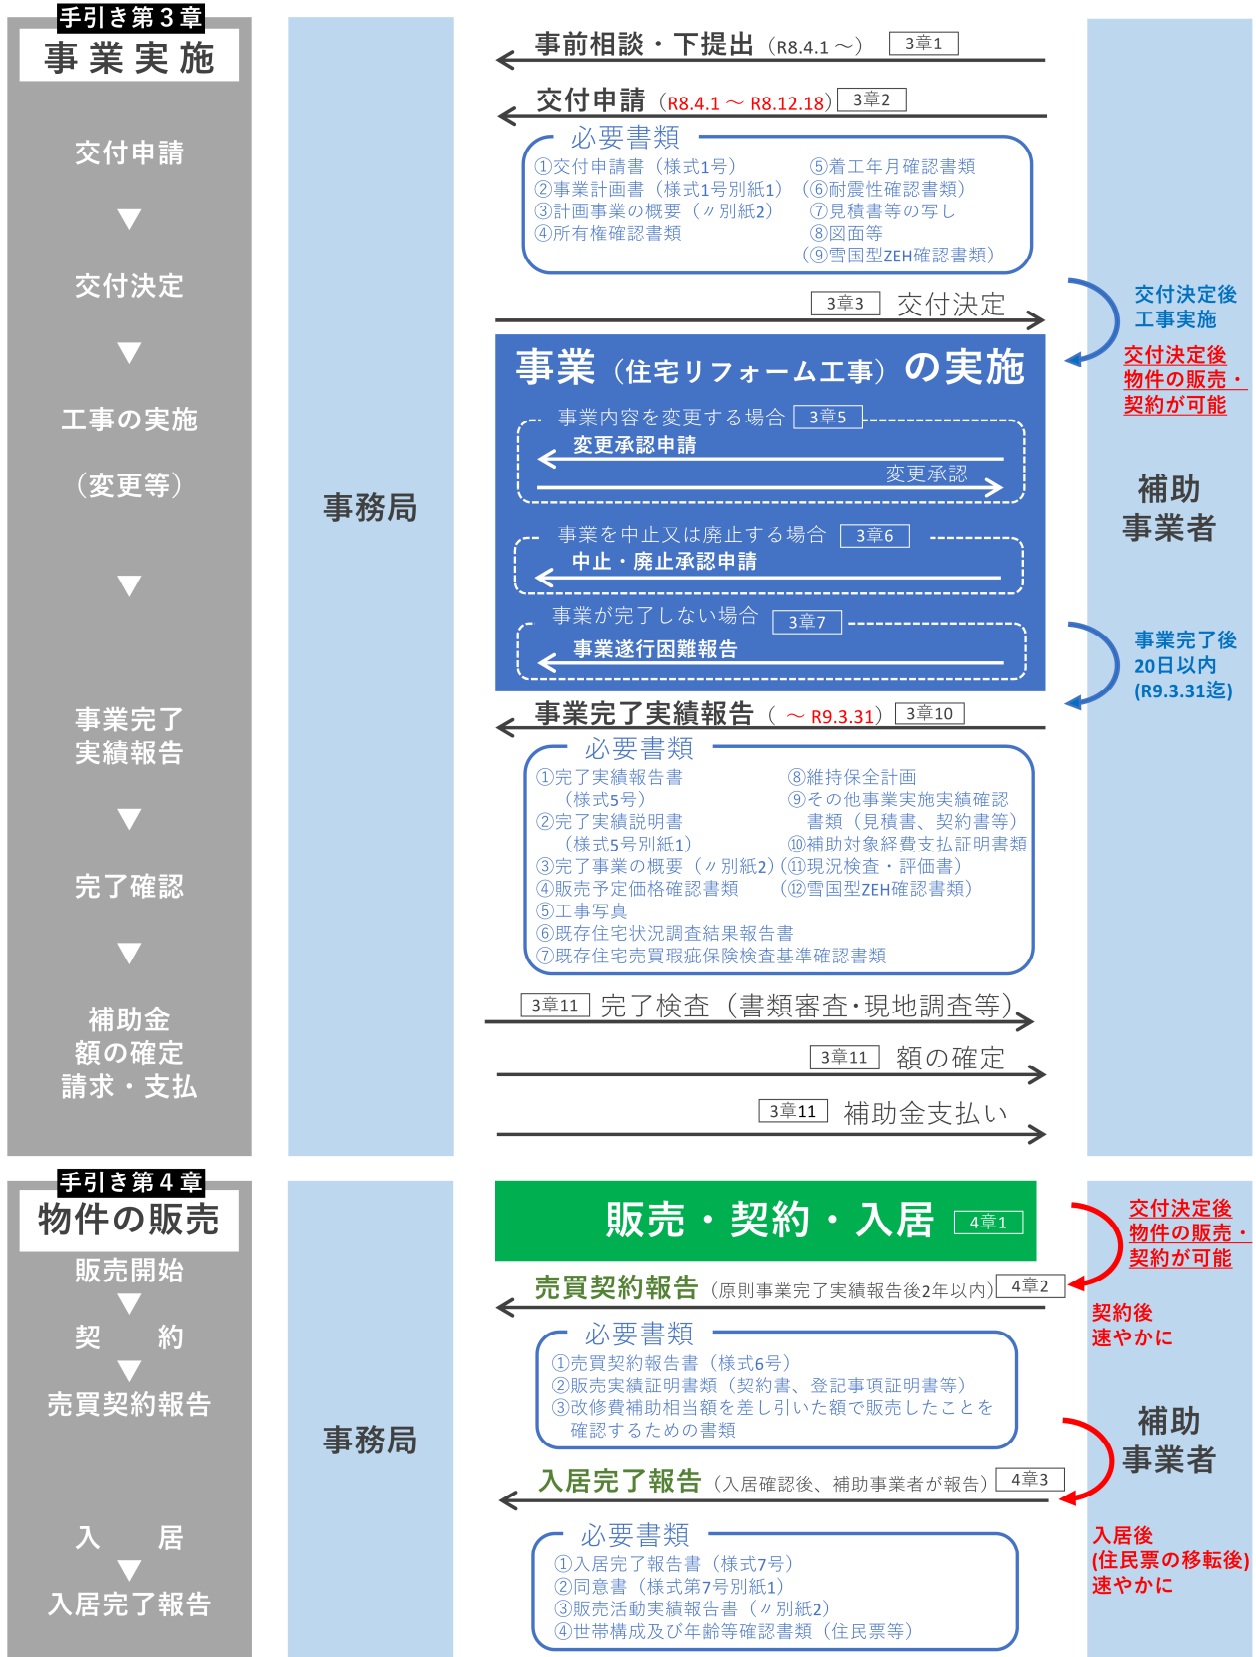 手引き第3章
事業実施
交付申請
▼
交付決定
▼
工事の実施
（変更等）
▼
事業完了
実績報告
▼
完了確認
▼
補助金
額の確定
請求・支払
事務局
事前相談・下提出（R8.4.1～） 3章1
交付申請（R8.4.1 ～ R8.12.18） 3章2
必要書類
①交付申請書（様式1号）
②事業計画書（様式1号別紙1）
③計画事業の概要（〃別紙2）
④所有権確認書類
⑤着工年月確認書類
（⑥耐震性確認書類）
⑦見積書等の写し
⑧図面等
（⑨雪国型ZEH確認書類）
3章3 交付決定
事業（住宅リフォーム工事）の実施
事業内容を変更する場合 3章5
変更承認申請
変更承認
事業を中止又は廃止する場合 3章6
中止・廃止承認申請
事業が完了しない場合 3章7
事業遂行困難報告
事業完了実績報告（ ～ R9.3.31） 3章10
必要書類
①完了実績報告書
（様式5号）
②完了実績説明書
（様式5号別紙1）
③完了事業の概要（〃別紙2）
④販売予定価格確認書類
⑤工事写真
⑥既存住宅状況調査結果報告書
⑦既存住宅売買瑕疵保険検査基準確認書類
⑧維持保全計画
⑨その他事業実施実績確認
書類（見積書、契約書等）
⑩補助対象経費支払証明書類
（⑪現況検査・評価書）
（⑫雪国型ZEH確認書類）
3章11 完了検査（書類審査・現地調査等）
3章11 額の確定
3章11 補助金支払い
交付決定後
工事実施
交付決定後
物件の販売・
契約が可能
補助
事業者
事業完了後
20日以内
(R9.3.31迄)
手引き第4章
物件の販売
販売開始
▼
契　約
▼
売買契約報告
入　居
▼
入居完了報告
事務局
販売・契約・入居 4章1
売買契約報告（原則事業完了実績報告後2年以内） 4章2
必要書類
①売買契約報告書（様式6号）
②販売実績証明書類（契約書、登記事項証明書等）
③改修費補助相当額を差し引いた額で販売したことを
確認するための書類
入居完了報告（入居確認後、補助事業者が報告） 4章3
必要書類
①入居完了報告書（様式7号）
②同意書（様式第7号別紙1）
③販売活動実績報告書（〃別紙2）
④世帯構成及び年齢等確認書類（住民票等）
交付決定後
物件の販売・
契約が可能
契約後
速やかに
補助
事業者
入居後
(住民票の移転後)
速やかに